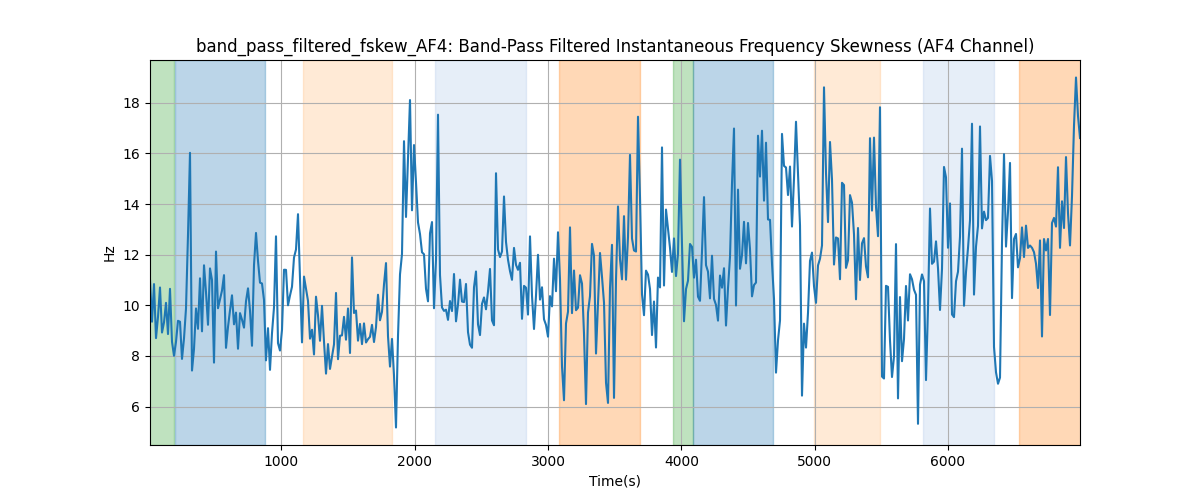 band_pass_filtered_fskew_AF4: Band-Pass Filtered Instantaneous Frequency Skewness (AF4 Channel)
18
16
14
12
10
8
6
Hz
1000 2000 3000 4000 5000 6000
Time(s)